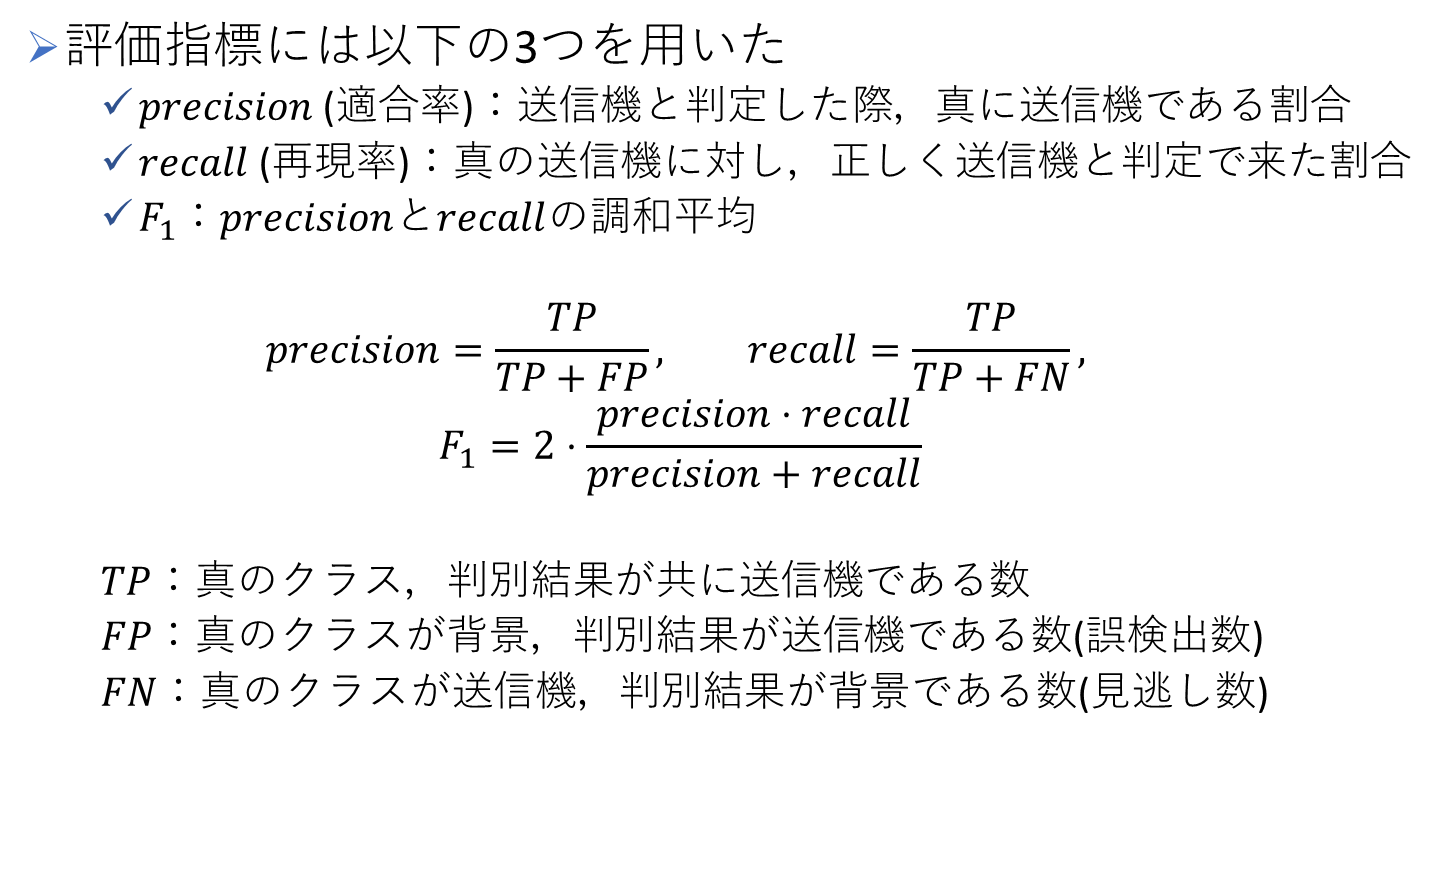 ➢評価指標には以下の3つを用いた
✓precision (適合率)：送信機と判定した際，真に送信機である割合
✓recall (再現率)：真の送信機に対し，正しく送信機と判定で来た割合
✓F₁：precisionとrecallの調和平均
precision = TP / (TP + FP), recall = TP / (TP + FN),
F₁ = 2 · (precision · recall) / (precision + recall)
TP：真のクラス，判別結果が共に送信機である数
FP：真のクラスが背景，判別結果が送信機である数(誤検出数)
FN：真のクラスが送信機，判別結果が背景である数(見逃し数)